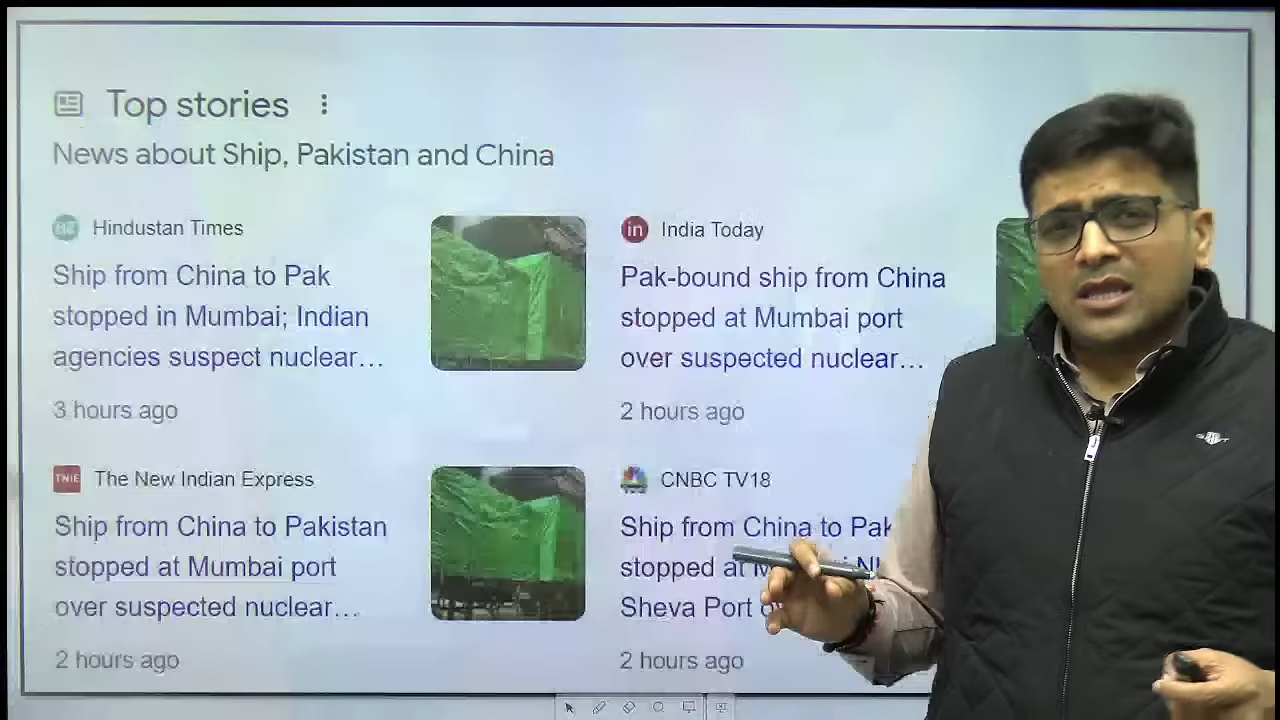 Top stories
News about Ship, Pakistan and China
Hindustan Times
Ship from China to Pak
stopped in Mumbai; Indian
agencies suspect nuclear…
3 hours ago
in India Today
Pak-bound ship from China
stopped at Mumbai port
over suspected nuclear…
2 hours ago
TNIE The New Indian Express
Ship from China to Pakistan
stopped at Mumbai port
over suspected nuclear…
2 hours ago
CNBC TV18
Ship from China to Pak
stopped at
Sheva Port
2 hours ago